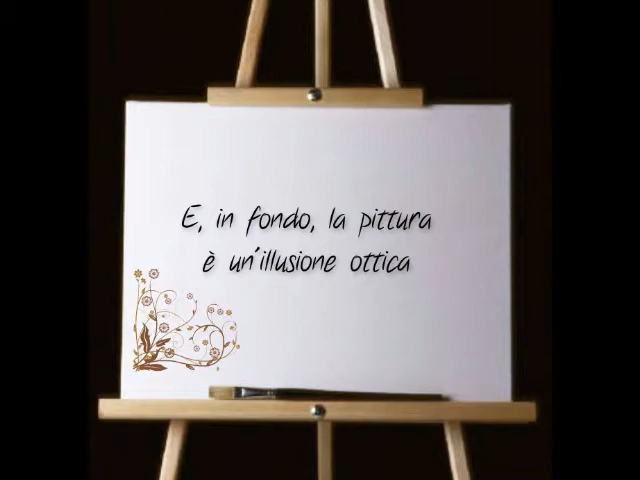 E, in fondo, la pittura
è un'illusione ottica